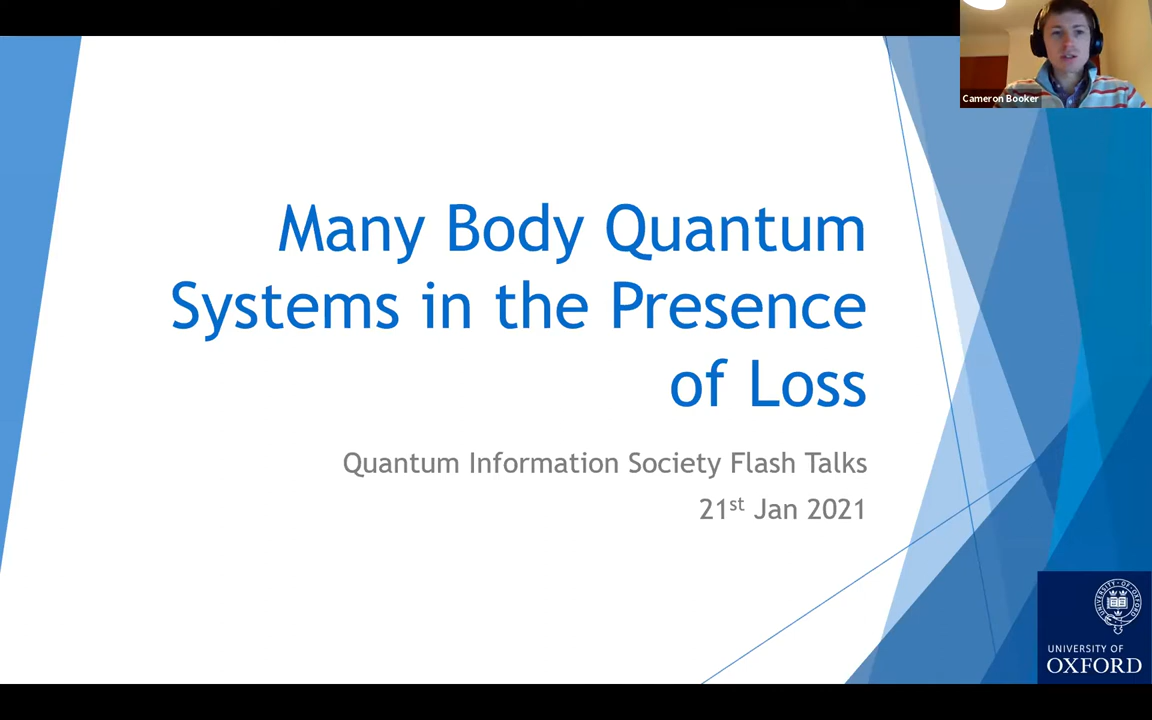 Cameron Booker
Many Body Quantum
Systems in the Presence
of Loss
Quantum Information Society Flash Talks
21st Jan 2021
UNIVERSITY OF
OXFORD